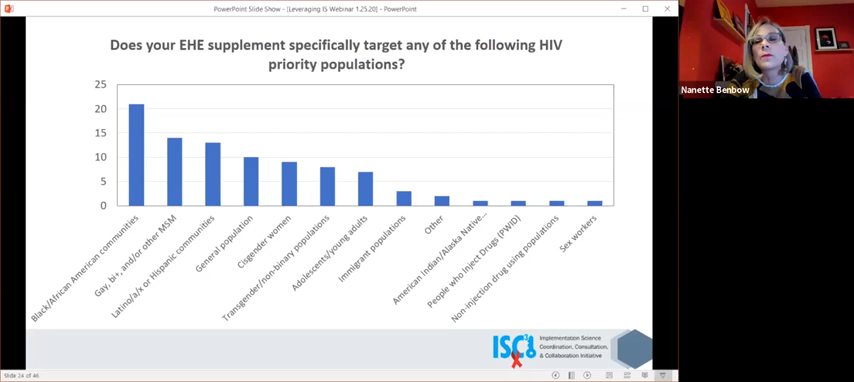 PowerPoint Slide Show - [Leveraging IS Webinar 1.25.20] - PowerPoint
Does your EHE supplement specifically target any of the following HIV
priority populations?
25
20
15
10
5
0
Black/African American communities
Gay, bi+, and/or other MSM
Latino/a/x or Hispanic communities
General population
Cisgender women
Transgender/non-binary populations
Adolescents/young adults
Immigrant populations
Other
American Indian/Alaska Native...
People who Inject Drugs (PWID)
Non-injection drug using populations
Sex workers
ISC3I
Implementation Science
Coordination, Consultation,
& Collaboration Initiative
Slide 24 of 46
Nanette Benbow